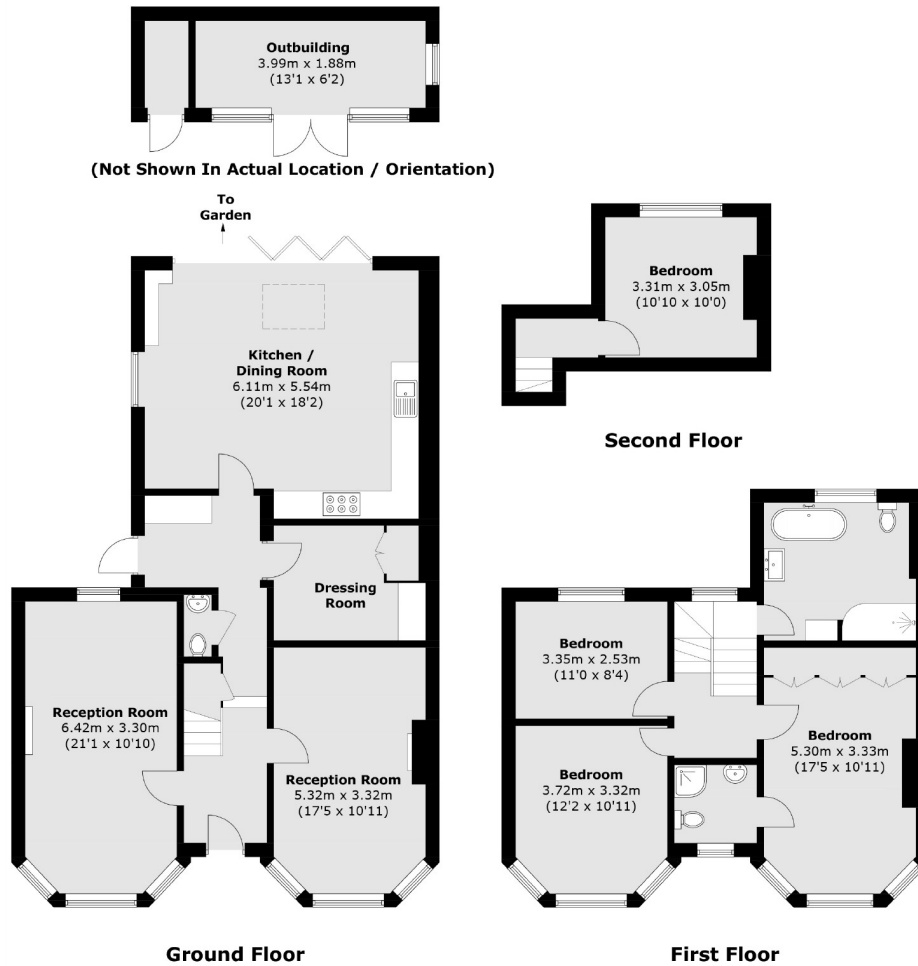 Outbuilding
3.99m x 1.88m
(13'1 x 6'2)
(Not Shown In Actual Location / Orientation)
To
Garden
Kitchen /
Dining Room
6.11m x 5.54m
(20'1 x 18'2)
Dressing
Room
Reception Room
6.42m x 3.30m
(21'1 x 10'10)
Reception Room
5.32m x 3.32m
(17'5 x 10'11)
Ground Floor
Bedroom
3.31m x 3.05m
(10'10 x 10'0)
Second Floor
Bedroom
3.35m x 2.53m
(11'0 x 8'4)
Bedroom
5.30m x 3.33m
(17'5 x 10'11)
Bedroom
3.72m x 3.32m
(12'2 x 10'11)
First Floor